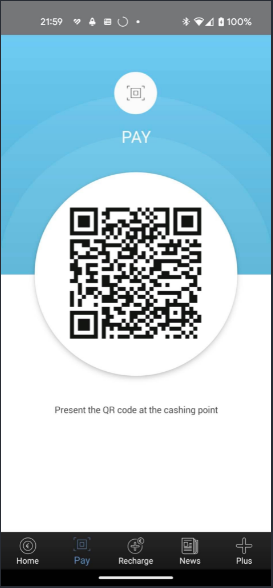 21:59
100%
PAY
Present the QR code at the cashing point
Home
Pay
Recharge
News
Plus